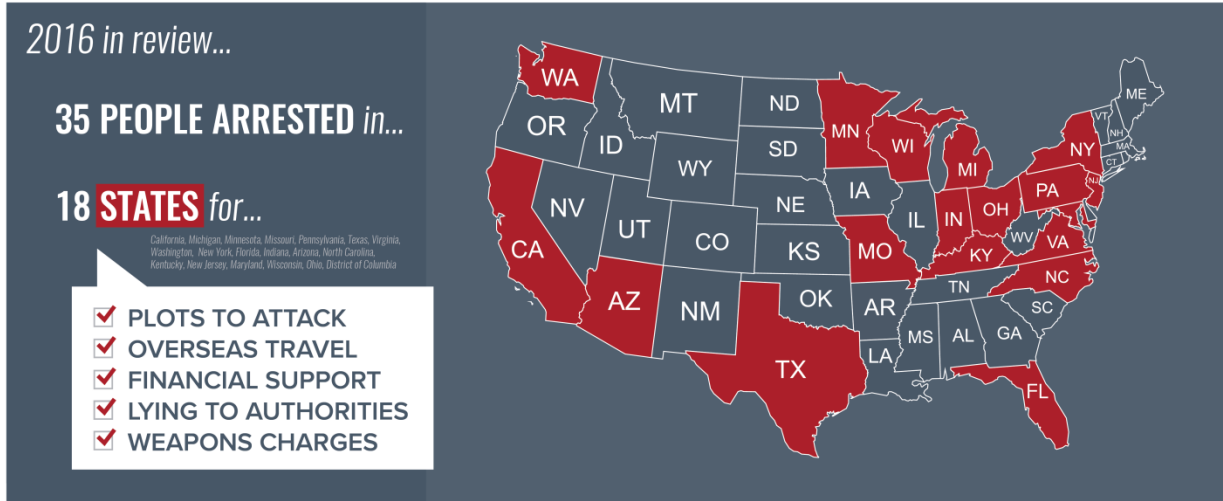 2016 in review...
35 PEOPLE ARRESTED in...
18 STATES for...
California, Michigan, Minnesota, Missouri, Pennsylvania, Texas, Virginia,
Washington, New York, Florida, Indiana, Arizona, North Carolina,
Kentucky, New Jersey, Maryland, Wisconsin, Ohio, District of Columbia
PLOTS TO ATTACK
OVERSEAS TRAVEL
FINANCIAL SUPPORT
LYING TO AUTHORITIES
WEAPONS CHARGES
WA
MT
ND
MN
ME
OR
ID
SD
WI
MI
NY
VT
NH
MA
CT
WY
IA
PA
NJ
NV
NE
IL
IN
OH
UT
CO
KS
MO
WV
VA
CA
KY
NC
AZ
NM
OK
AR
TN
SC
MS
AL
GA
TX
LA
FL